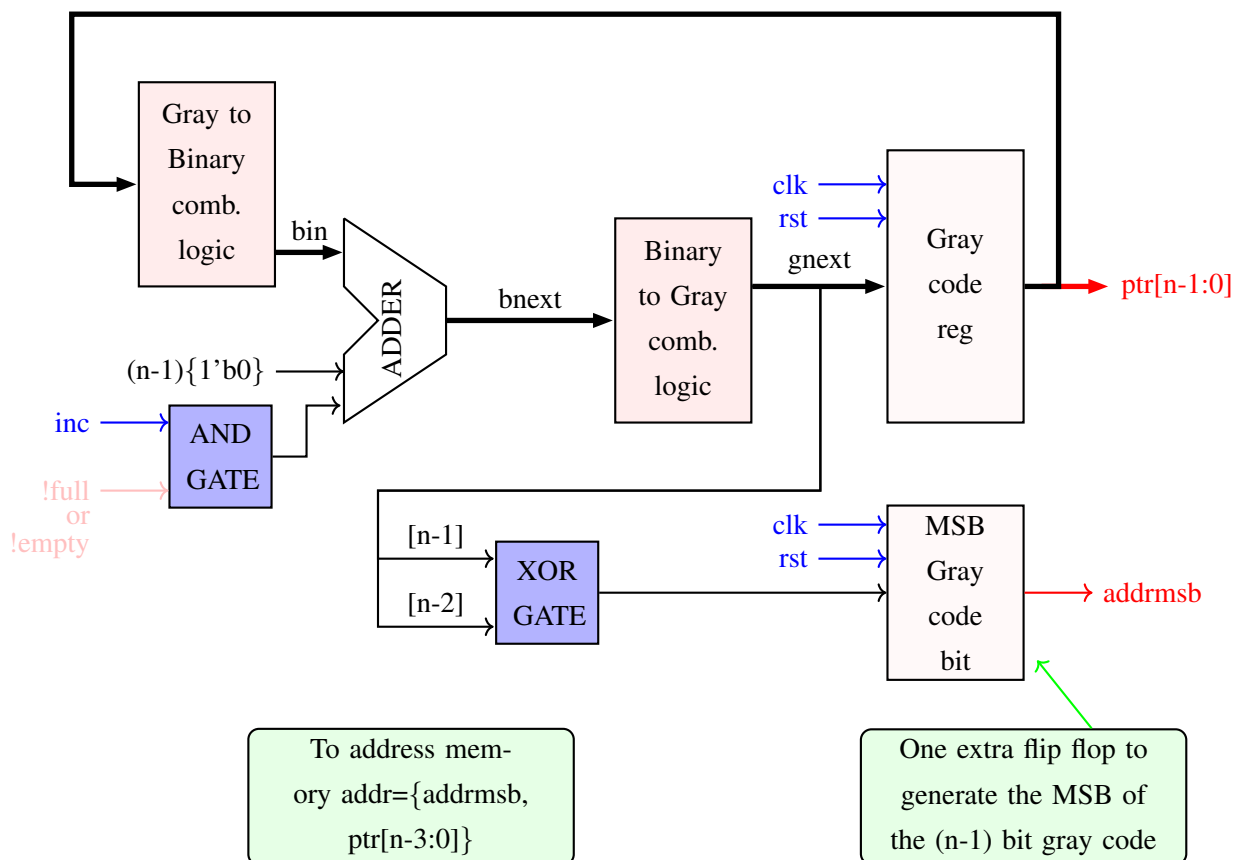 Gray to
Binary
comb.
logic
bin
ADDER
(n-1){1’b0}
inc
!full
or
!empty
AND
GATE
bnext
Binary
to Gray
comb.
logic
gnext
clk
rst
Gray
code
reg
ptr[n-1:0]
[n-1]
[n-2]
XOR
GATE
clk
rst
MSB
Gray
code
bit
addrmsb
To address mem-
ory addr={addrmsb,
ptr[n-3:0]}
One extra flip flop to
generate the MSB of
the (n-1) bit gray code